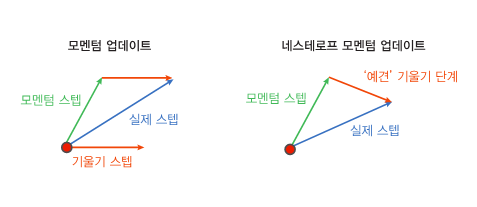 모멘텀 업데이트
네스테로프 모멘텀 업데이트
모멘텀 스텝
실제 스텝
기울기 스텝
'예견' 기울기 단계
모멘텀 스텝
실제 스텝